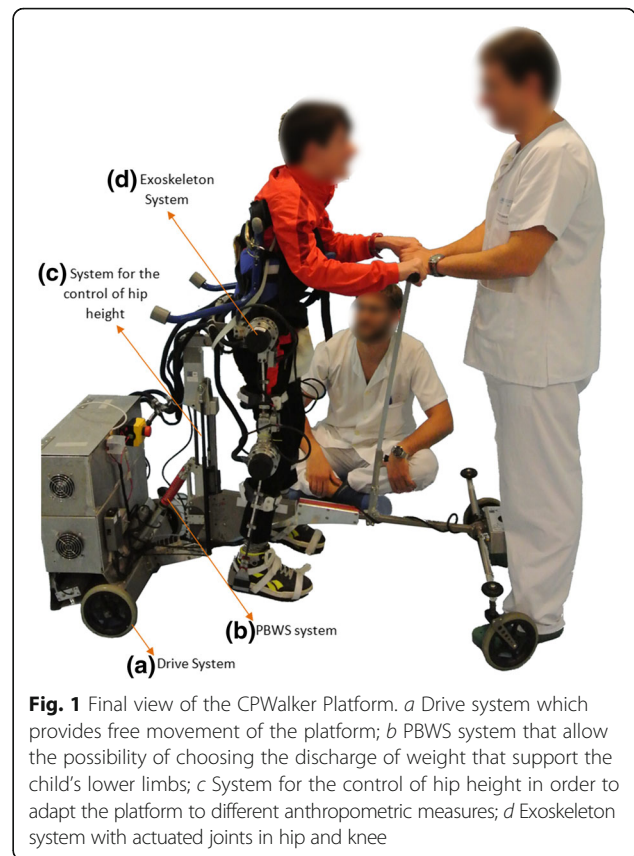 (d) Exoskeleton
System
(c) System for the
control of hip
height
(b) PBWS system
(a) Drive System
Fig. 1 Final view of the CPWalker Platform. a Drive system which
provides free movement of the platform; b PBWS system that allow
the possibility of choosing the discharge of weight that support the
child's lower limbs; c System for the control of hip height in order to
adapt the platform to different anthropometric measures; d Exoskeleton
system with actuated joints in hip and knee